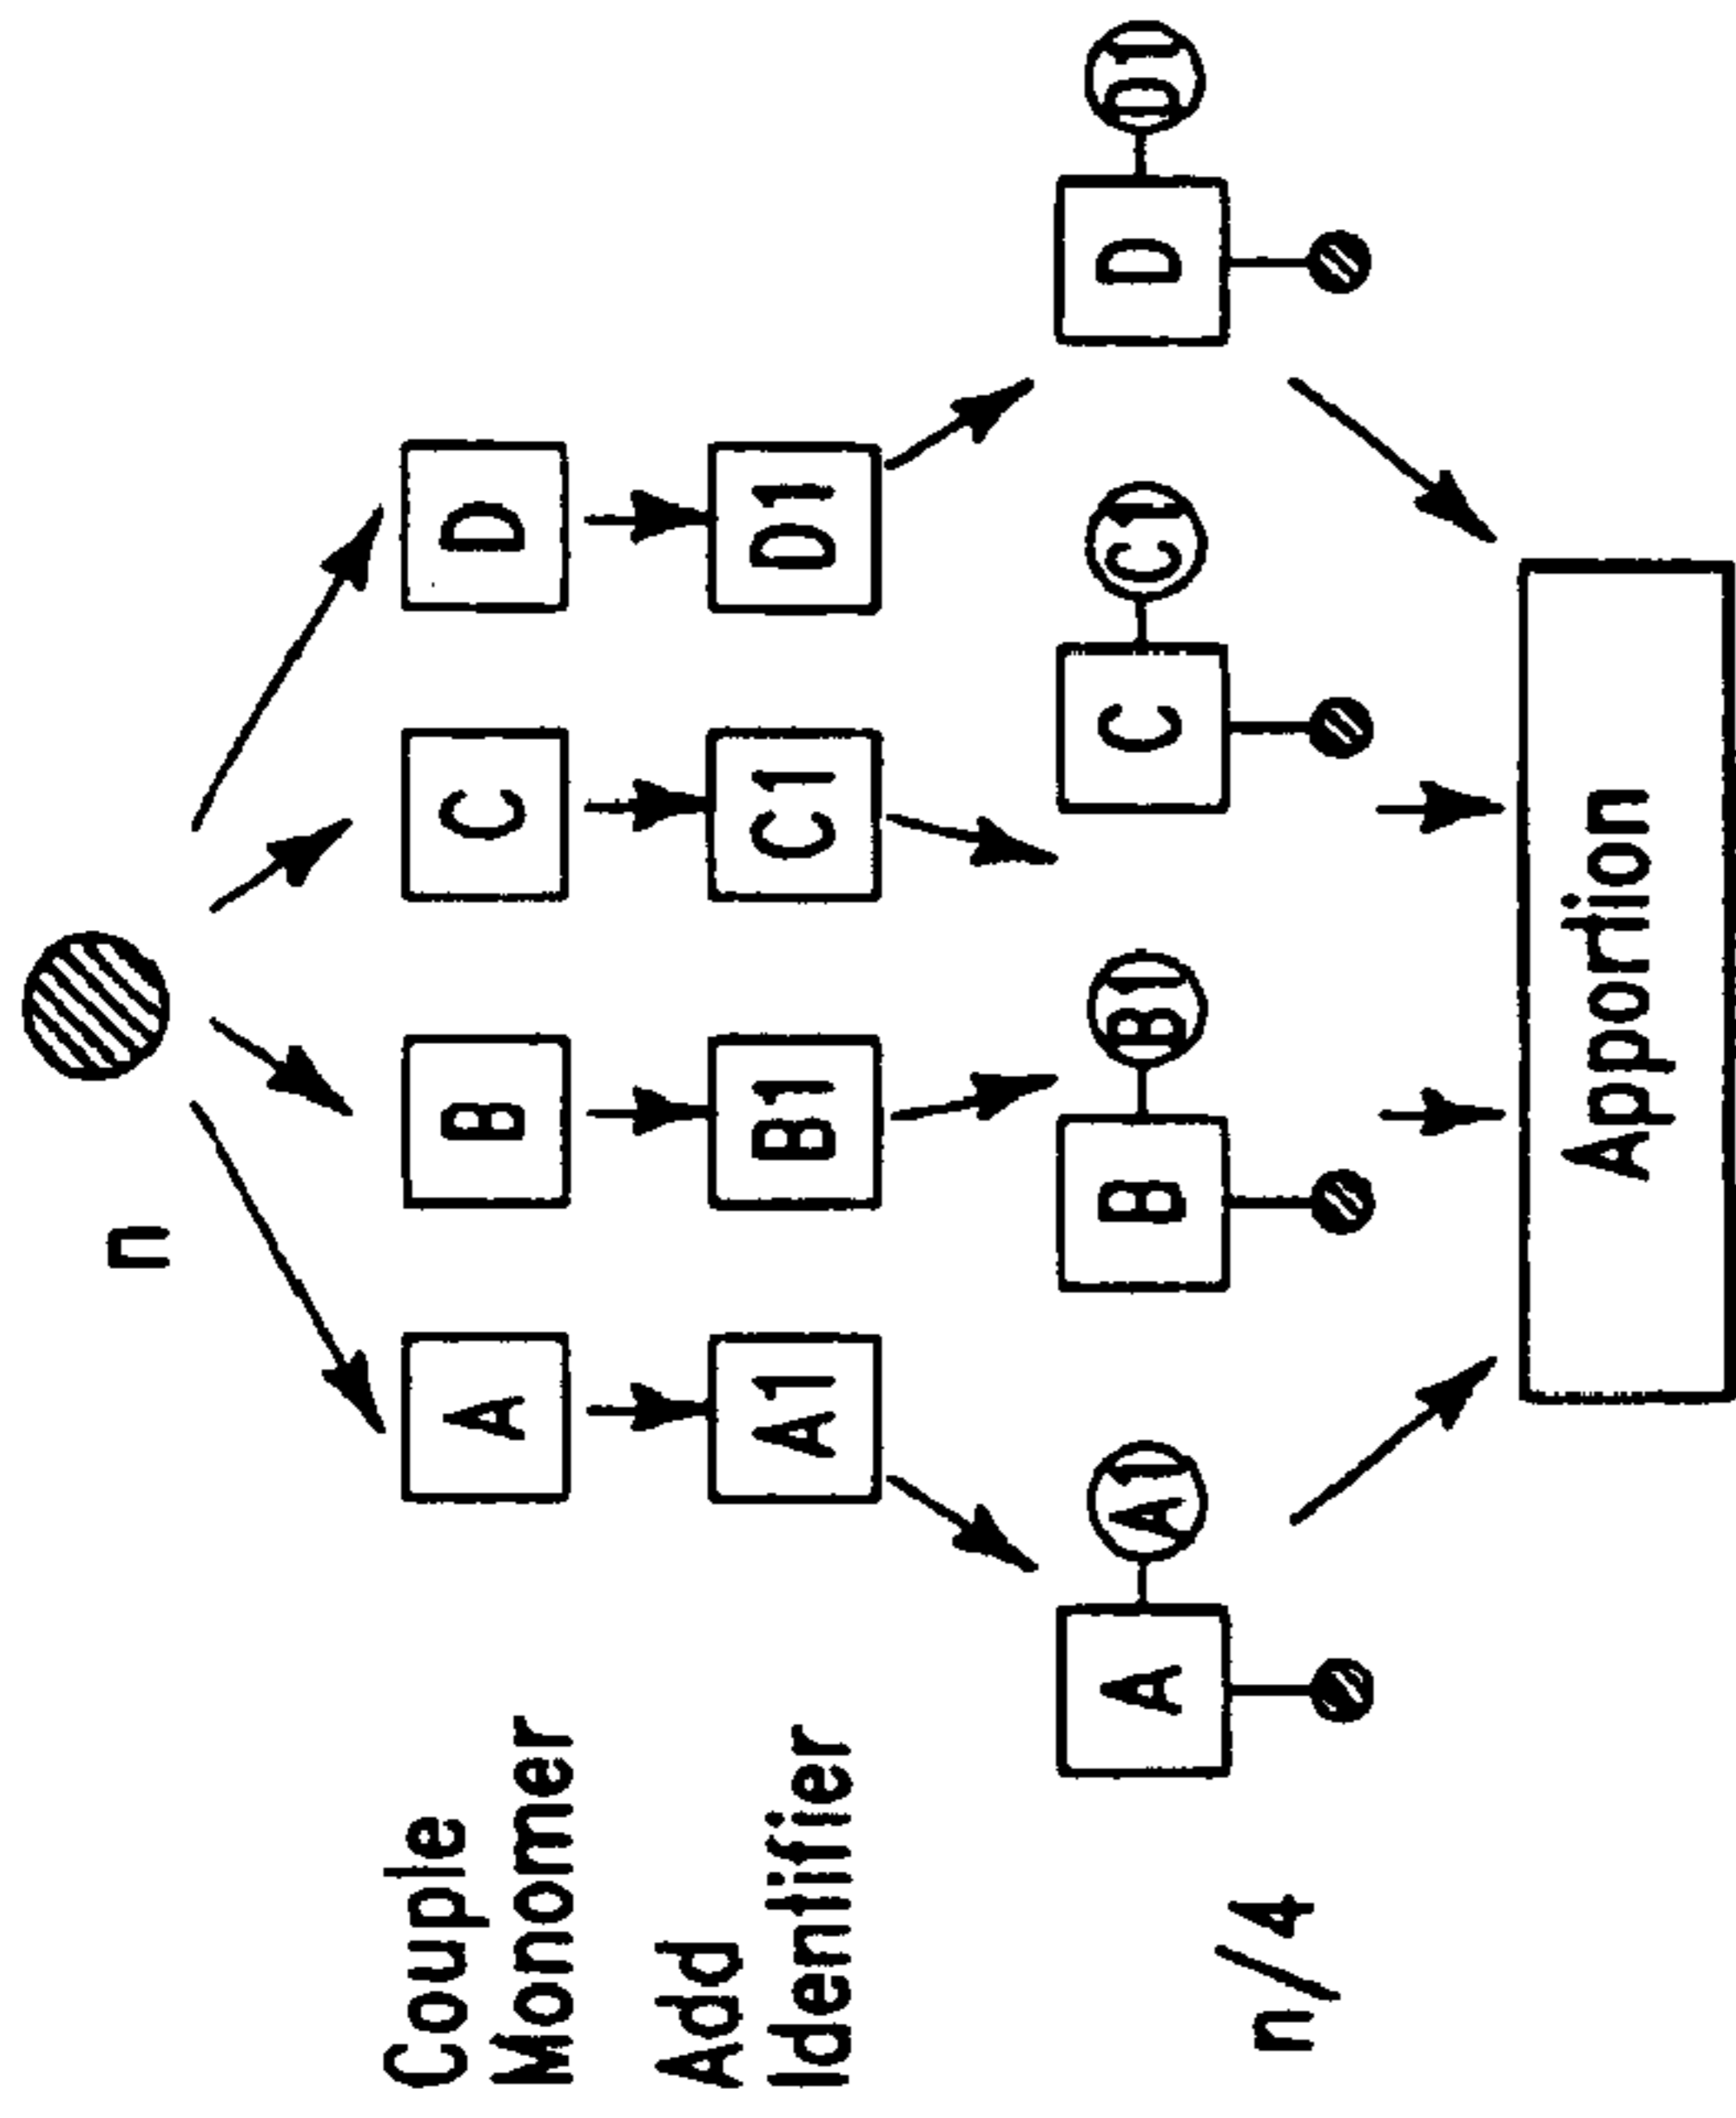 n
Couple
Monomer
A B C D
Add
Identifier
A1 B1 C1 D1
A A1 B B1 C C1 D D1
n/4
Apportion